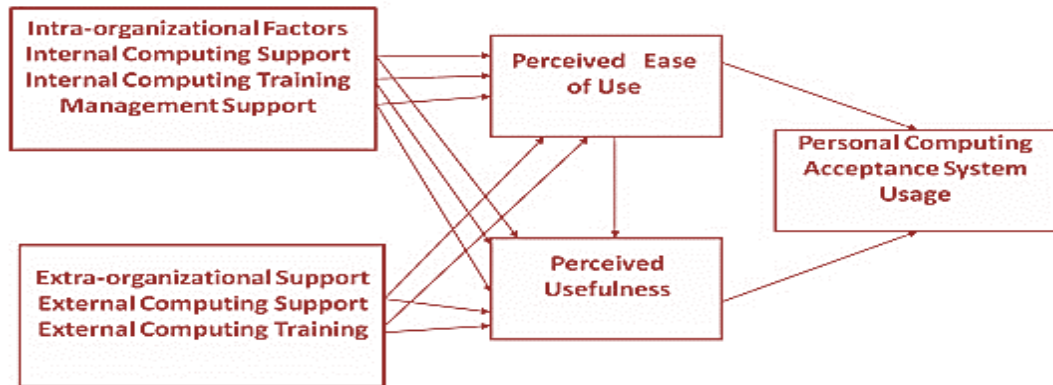 Intra-organizational Factors
Internal Computing Support
Internal Computing Training
Management Support
Perceived Ease
of Use
Personal Computing
Acceptance System
Usage
Extra-organizational Support
External Computing Support
External Computing Training
Perceived
Usefulness